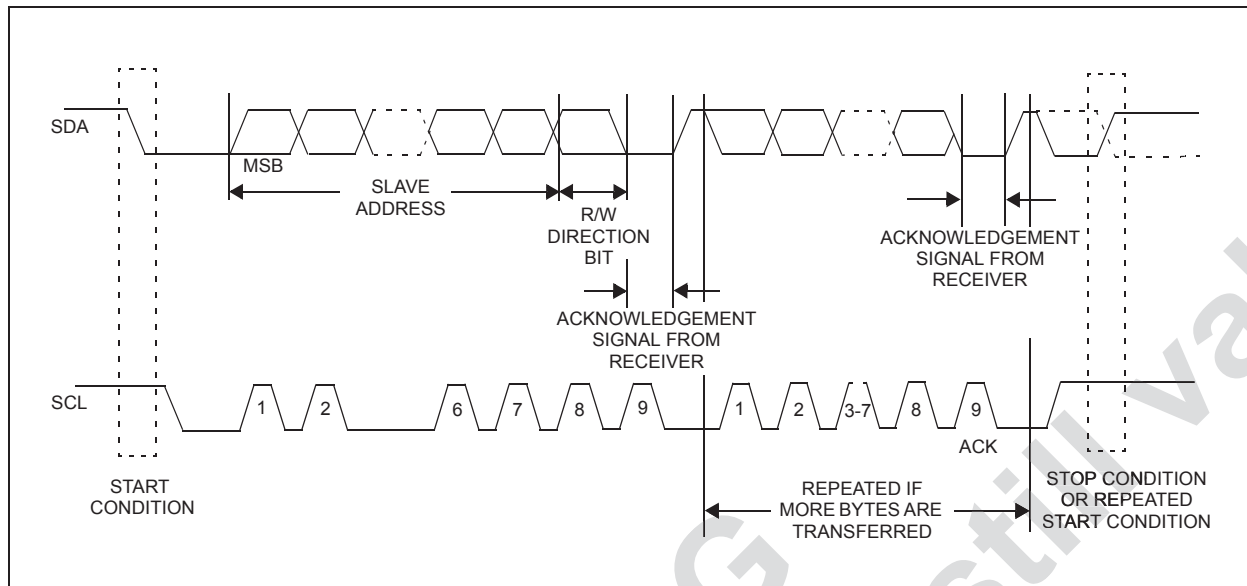 SDA
MSB
SLAVE
ADDRESS
R/W
DIRECTION
BIT
ACKNOWLEDGEMENT
SIGNAL FROM
RECEIVER
ACKNOWLEDGEMENT
SIGNAL FROM
RECEIVER
SCL
1 2 6 7 8 9 1 2 3-7 8 9
ACK
START
CONDITION
REPEATED IF
MORE BYTES ARE
TRANSFERRED
STOP CONDITION
OR REPEATED
START CONDITION
G
still